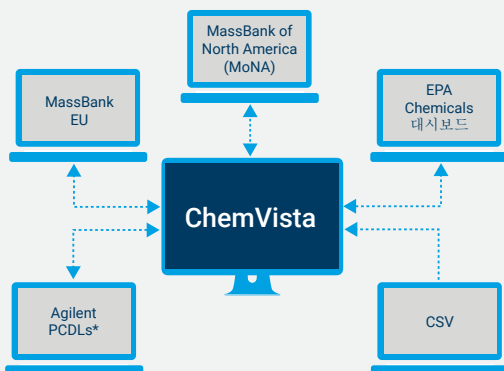 MassBank of
North America
(MoNA)
MassBank
EU
EPA
Chemicals
대시보드
ChemVista
Agilent
PCDLs*
CSV